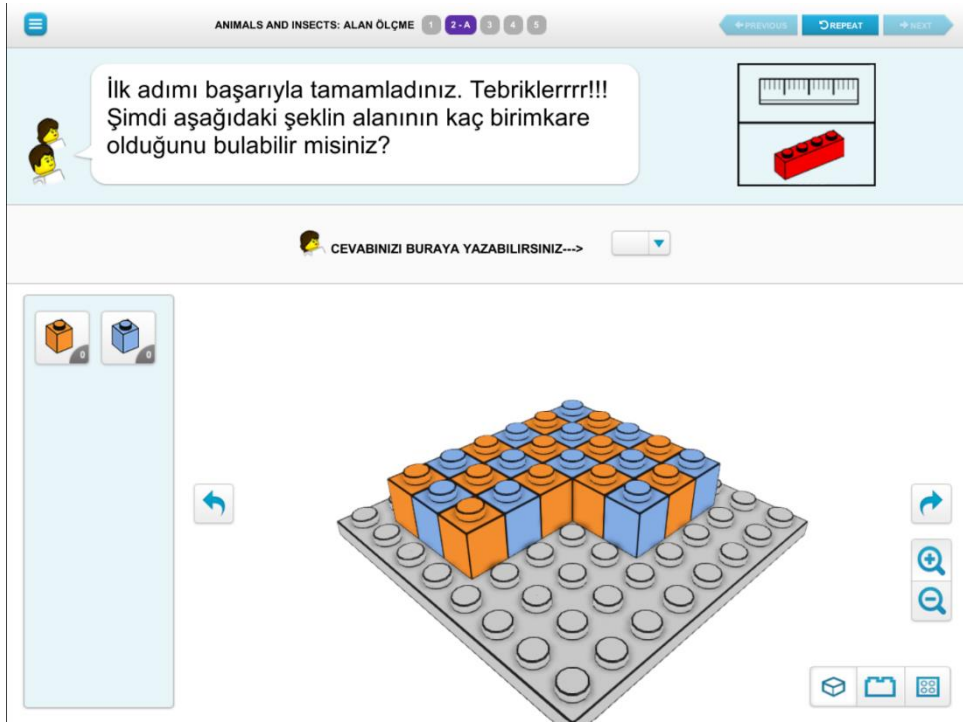 ANIMALS AND INSECTS: ALAN ÖLÇME 1 2 - A 3 4 5 PREVIOUS REPEAT NEXT
İlk adımı başarıyla tamamladınız. Tebriklerrrr!!!
Şimdi aşağıdaki şeklin alanının kaç birimkare
olduğunu bulabilir misiniz?
CEVABINIZI BURAYA YAZABILIRSINIZ--->
0 0